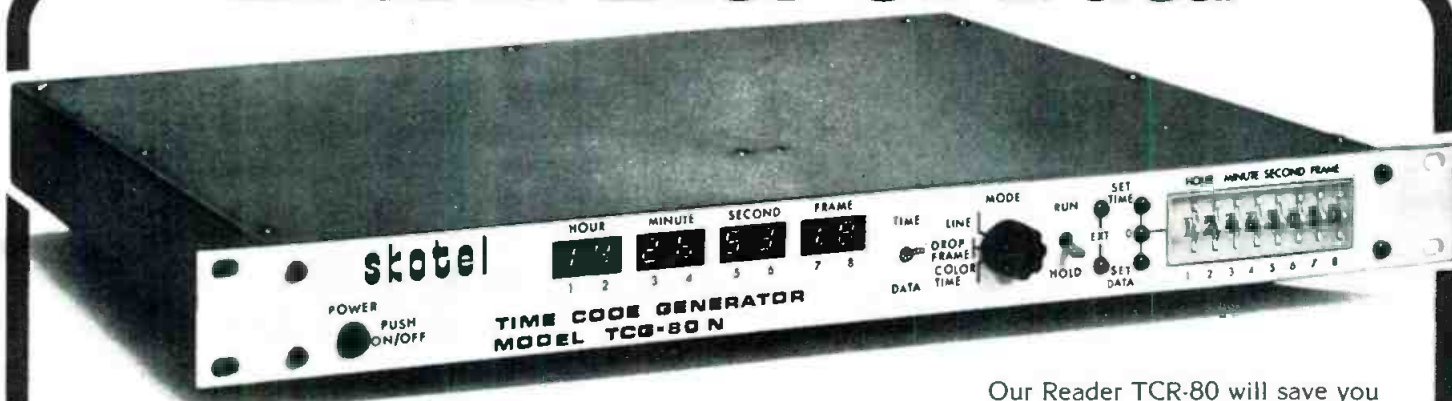 skotel
POWER
PUSH
ON/OFF
HOUR MINUTE SECOND FRAME
1 2 3 4 5 6 7 8
TIME CODE GENERATOR
MODEL TCG-80 N
TIME
DATA
MODE
LINE
DROP
FRAME
COLOR
TIME
RUN
EXT
HOLD
SET
TIME
0
SET
DATA
HOUR MINUTE SECOND FRAME
1 2 3 4 5 6 7 8
Our Reader TCR-80 will save you